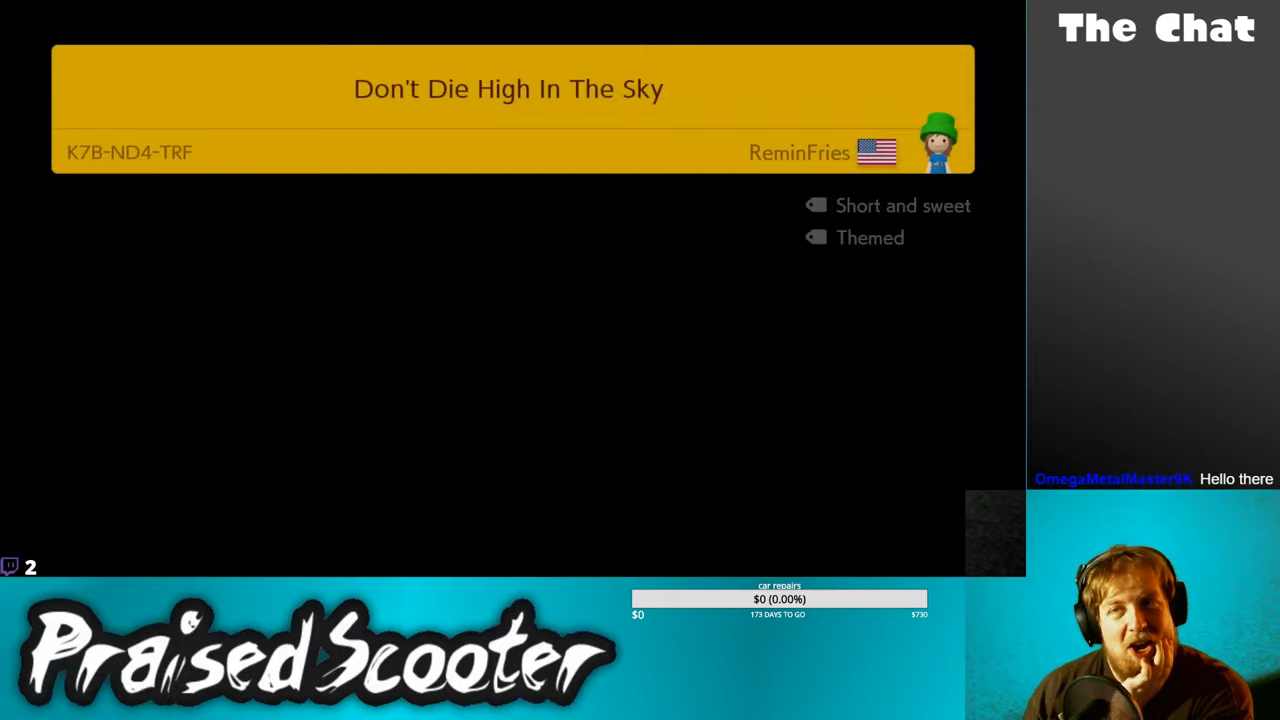 The Chat
Don't Die High In The Sky
K7B-ND4-TRF
ReminFries
Short and sweet
Themed
OmegaMetalMaster9K Hello there
2
car repairs
$0 (0.00%)
$0
173 DAYS TO GO
$730
PraisedScooter